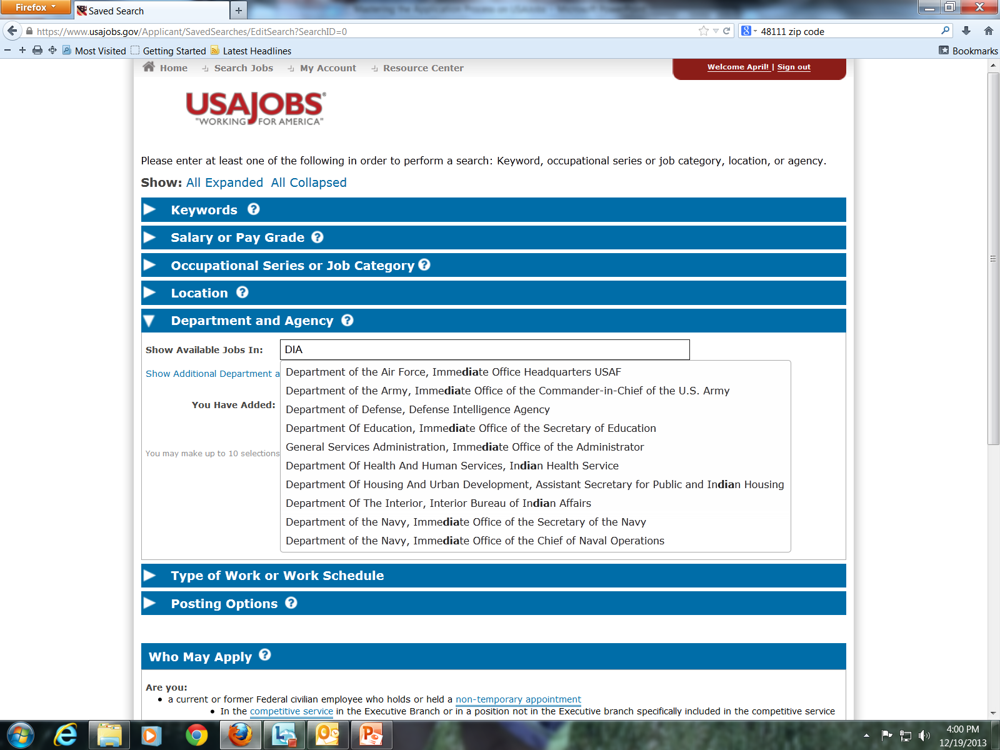 Firefox
Saved Search
https://www.usajobs.gov/Applicant/SavedSearches/EditSearch?SearchID=0
48111 zip code
Most Visited Getting Started Latest Headlines
Bookmarks
Home Search Jobs My Account Resource Center
Welcome April! | Sign out
USAJOBS®
"WORKING FOR AMERICA"
Please enter at least one of the following in order to perform a search: Keyword, occupational series or job category, location, or agency.
Show: All Expanded All Collapsed
Keywords ?
Salary or Pay Grade ?
Occupational Series or Job Category ?
Location ?
Department and Agency ?
Show Available Jobs In: DIA
Show Additional Department a
You Have Added:
You may make up to 10 selections
Department of the Air Force, Immediate Office Headquarters USAF
Department of the Army, Immediate Office of the Commander-in-Chief of the U.S. Army
Department of Defense, Defense Intelligence Agency
Department Of Education, Immediate Office of the Secretary of Education
General Services Administration, Immediate Office of the Administrator
Department Of Health And Human Services, Indian Health Service
Department Of Housing And Urban Development, Assistant Secretary for Public and Indian Housing
Department Of The Interior, Interior Bureau of Indian Affairs
Department of the Navy, Immediate Office of the Secretary of the Navy
Department of the Navy, Immediate Office of the Chief of Naval Operations
Type of Work or Work Schedule
Posting Options ?
Who May Apply ?
Are you:
• a current or former Federal civilian employee who holds or held a non-temporary appointment
• In the competitive service in the Executive Branch or in a position not in the Executive branch specifically included in the competitive service
4:00 PM
12/19/2013